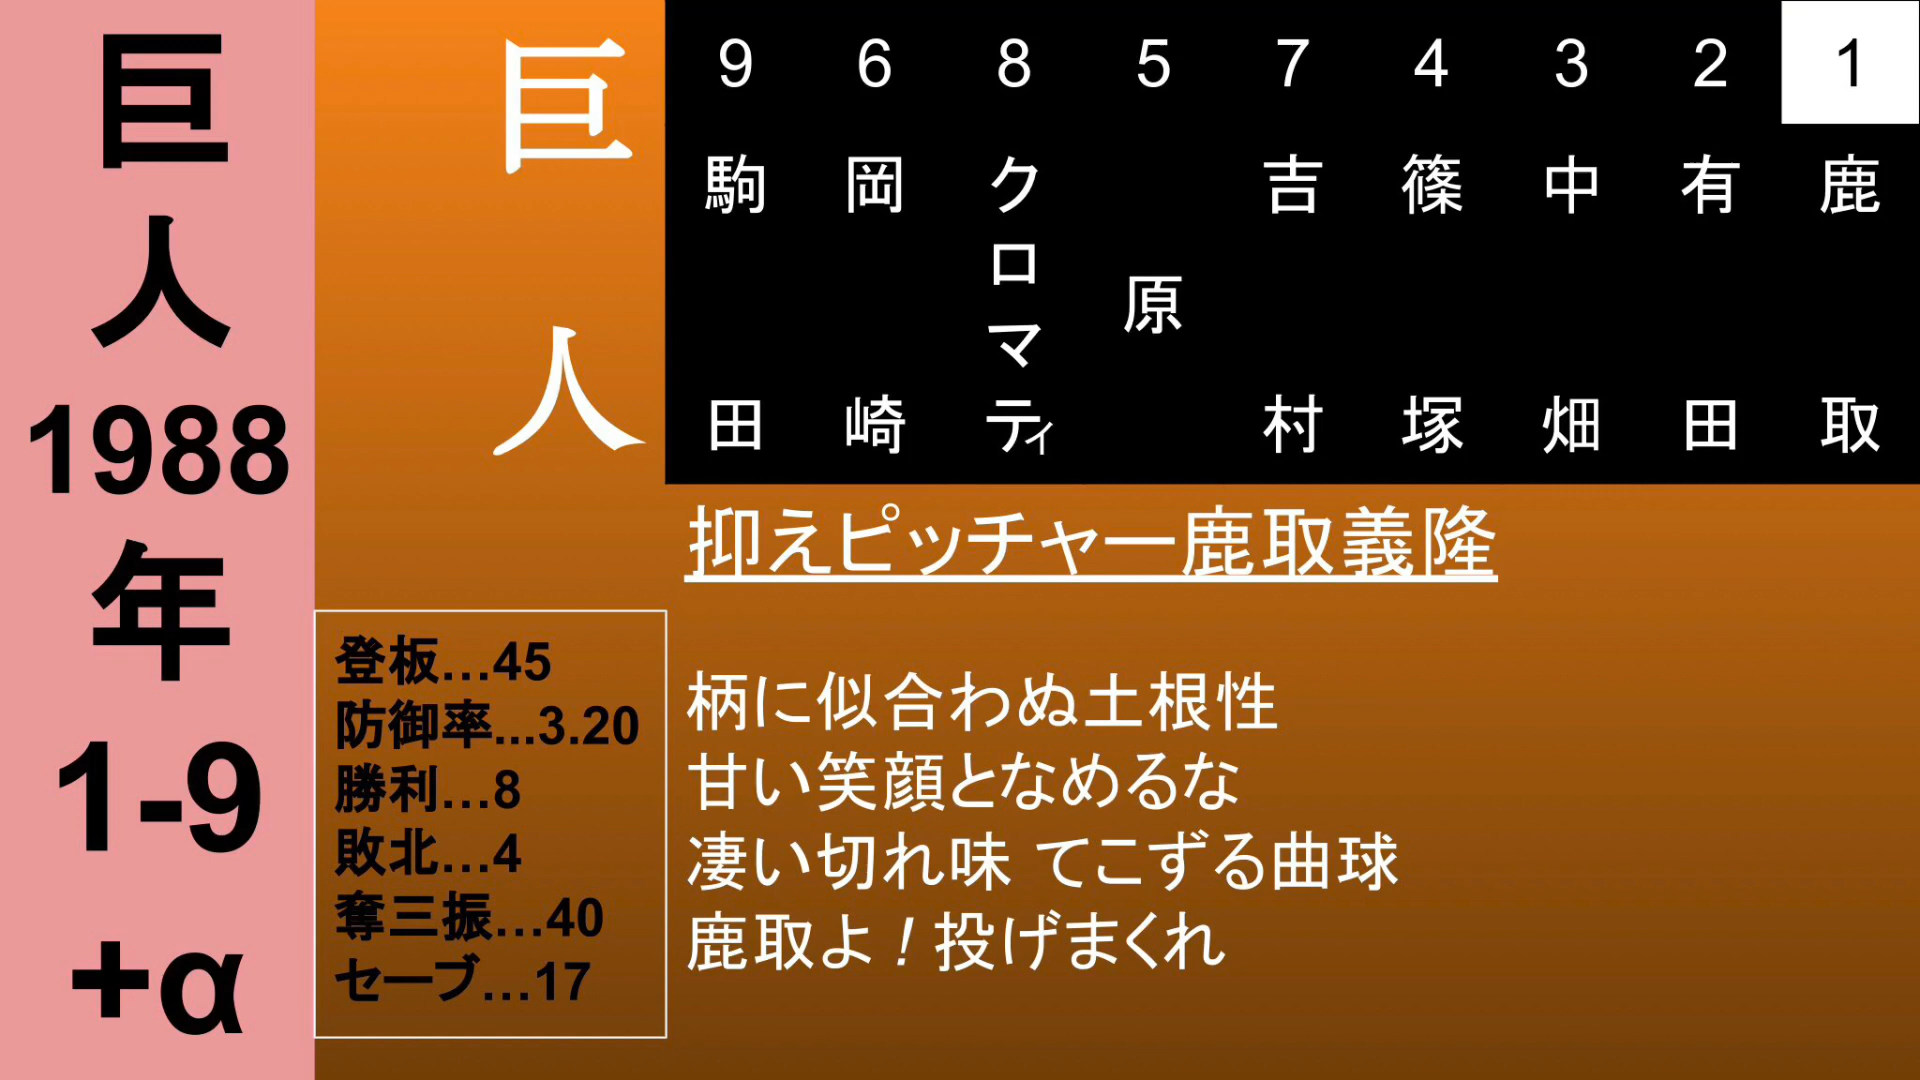 巨人1988年1-9+α
巨人
9 6 8 5 7 4 3 2 1
駒田
岡崎
クロマティ
原
吉村
篠塚
中畑
有田
鹿取
抑えピッチャー鹿取義隆
登板…45
防御率...3.20
勝利…8
敗北…4
奪三振…40
セーブ…17
柄に似合わぬ土根性
甘い笑顔となめるな
凄い切れ味 てこずる曲球
鹿取よ！投げまくれ